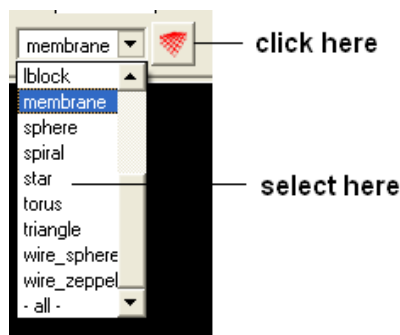 membrane
click here
lblock
membrane
sphere
spiral
star
select here
torus
triangle
wire_sphere
wire_zeppel
- all -